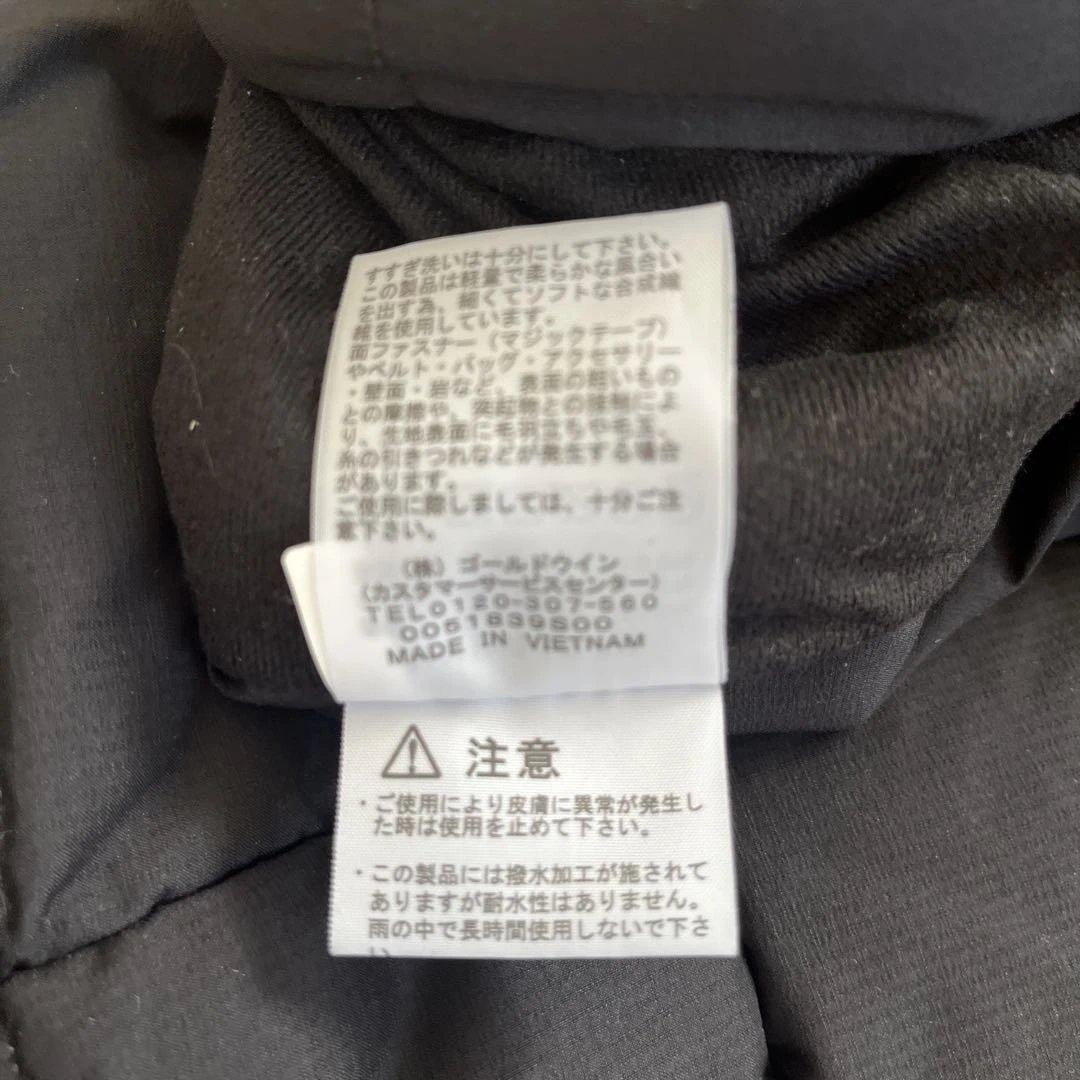 すすぎ洗いは十分にして下さい。
この製品は軽量で柔らかな風合い
を出す為、細くてソフトな合成繊
維を使用しています。
面ファスナー（マジックテープ）
やベルト・バッグ・アクセサリー
・壁面・岩など、表面の粗いもの
との摩擦や、突起物との接触によ
り、生地表面に毛羽立ちや毛玉、
糸の引きつれなどが発生する場合
があります。
ご使用に際しましては、十分ご注
意下さい。
（株）ゴールドウイン
（カスタマーサービスセンター）
TEL0120-307-560
0051839S00
MADE IN VIETNAM
注意
・ご使用により皮膚に異常が発生し
た時は使用を止めて下さい。
・この製品には撥水加工が施されて
ありますが耐水性はありません。
雨の中で長時間使用しないで下さ
い